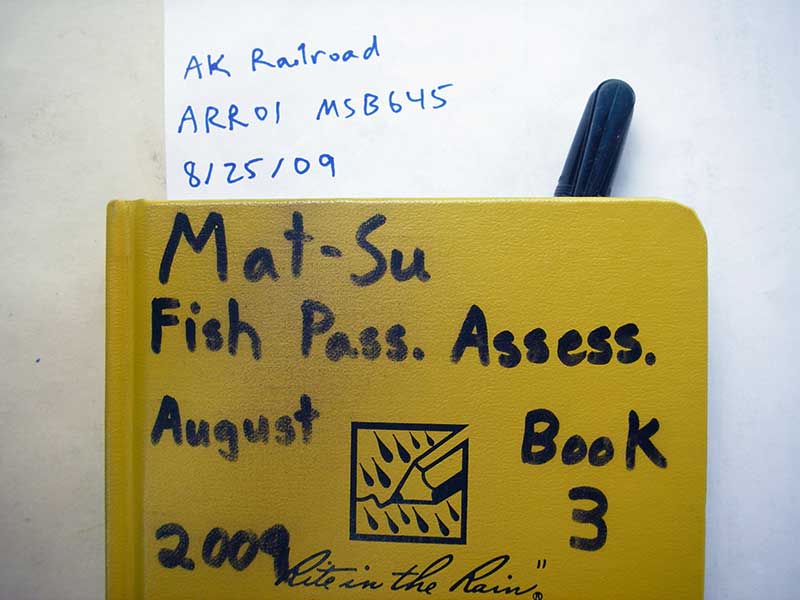 AK Railroad
ARR01 MSB645
8/25/09
Mat-Su
Fish Pass. Assess.
August Book
3
2009
"Rite in the Rain"®